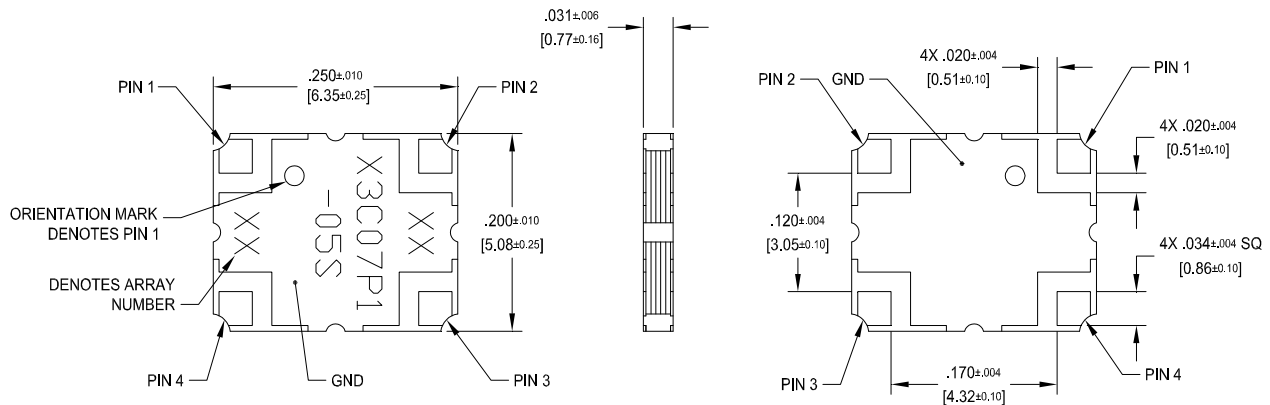 .031±.006
[0.77±0.16]
.250±.010
[6.35±0.25]
PIN 1
PIN 2
ORIENTATION MARK
DENOTES PIN 1
DENOTES ARRAY
NUMBER
XX
X3C07P1
-05S
XX
.200±.010
[5.08±0.25]
PIN 4
GND
PIN 3
4X .020±.004
[0.51±0.10]
PIN 2
GND
PIN 1
4X .020±.004
[0.51±0.10]
.120±.004
[3.05±0.10]
4X .034±.004 SQ
[0.86±0.10]
PIN 3
.170±.004
[4.32±0.10]
PIN 4